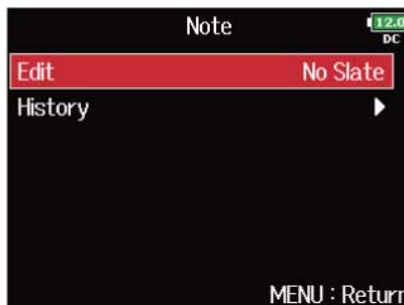 Note
12.0
DC
Edit No Slate
History
MENU : Return